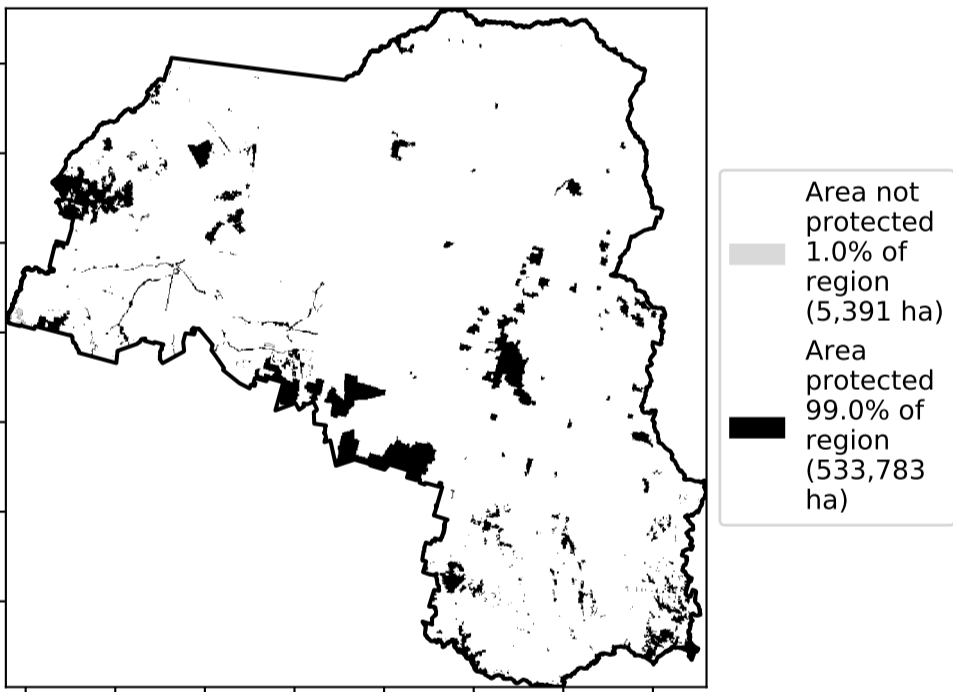 Area not
protected
1.0% of
region
(5,391 ha)
Area
protected
99.0% of
region
(533,783
ha)